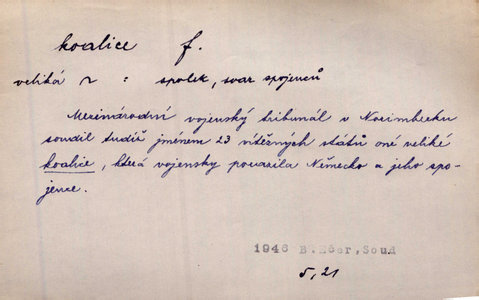 koalice f.
veliká ~ : spolek, svaz spojenců
Mezinárodní vojenský tribunál v Norimberku
soudil tudíž jménem 23 vítězných států oné veliké
koalice, která vojensky porazila Německo a jeho spo-
jence.
1946 B. Ečer, Soud
5, 21